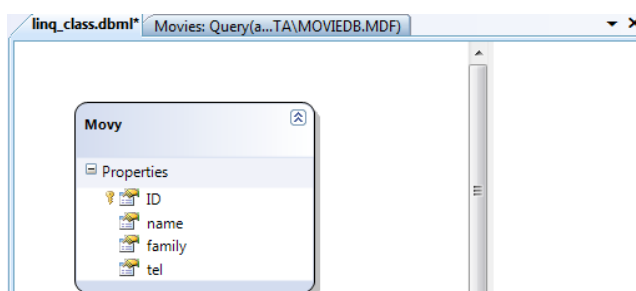 linq_class.dbml* Movies: Query(a...TA\MOVIEDB.MDF)
Movy
Properties
ID
name
family
tel